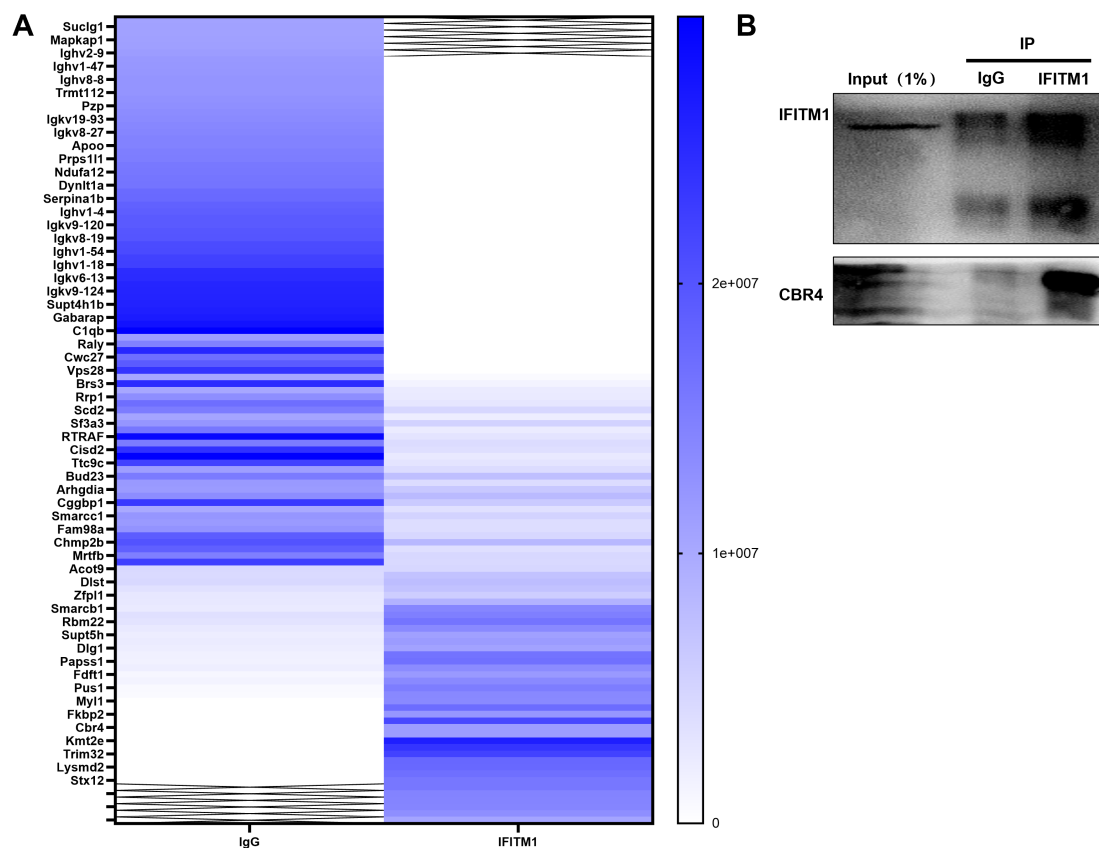 A
Suclg1
Mapkap1
Ighv2-9
Ighv1-47
Ighv8-8
Trmt112
Pzp
Igkv19-93
Igkv8-27
Apoo
Prps1l1
Ndufa12
Dynlt1a
Serpina1b
Ighv1-4
Igkv9-120
Igkv8-19
Ighv1-54
Ighv1-18
Igkv6-13
Igkv9-124
Supt4h1b
Gabarap
C1qb
Raly
Cwc27
Vps28
Brs3
Rrp1
Scd2
Sf3a3
RTRAF
Cisd2
Ttc9c
Bud23
Arhgdia
Cggbp1
Smarcc1
Fam98a
Chmp2b
Mrtfb
Acot9
Dlst
Zfpl1
Smarcb1
Rbm22
Supt5h
Dlg1
Papss1
Fdft1
Pus1
Myl1
Fkbp2
Cbr4
Kmt2e
Trim32
Lysmd2
Stx12
IgG IFITM1
2e+007
1e+007
0
B
IP
Input (1%) IgG IFITM1
IFITM1
CBR4